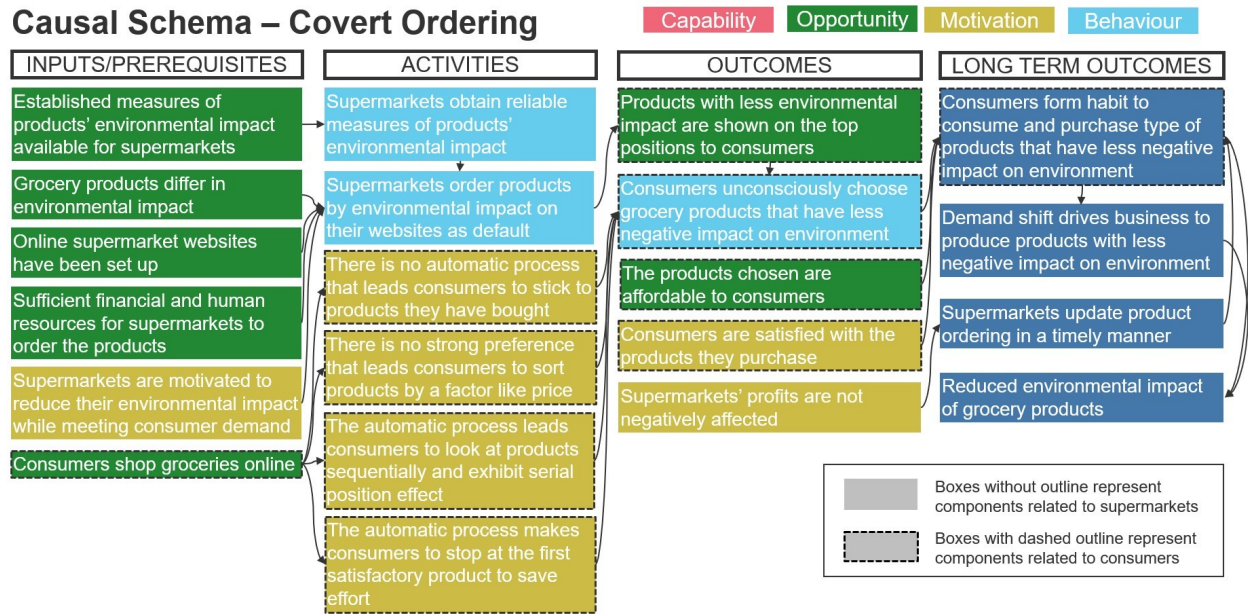 Causal Schema – Covert Ordering
Capability
Opportunity
Motivation
Behaviour
INPUTS/PREREQUISITES
Established measures of
products’ environmental impact
available for supermarkets
Grocery products differ in
environmental impact
Online supermarket websites
have been set up
Sufficient financial and human
resources for supermarkets to
order the products
Supermarkets are motivated to
reduce their environmental impact
while meeting consumer demand
Consumers shop groceries online
ACTIVITIES
Supermarkets obtain reliable
measures of products’
environmental impact
Supermarkets order products
by environmental impact on
their websites as default
There is no automatic process
that leads consumers to stick to
products they have bought
There is no strong preference
that leads consumers to sort
products by a factor like price
The automatic process leads
consumers to look at products
sequentially and exhibit serial
position effect
The automatic process makes
consumers to stop at the first
satisfactory product to save
effort
OUTCOMES
Products with less environmental
impact are shown on the top
positions to consumers
Consumers unconsciously choose
grocery products that have less
negative impact on environment
The products chosen are
affordable to consumers
Consumers are satisfied with the
products they purchase
Supermarkets’ profits are not
negatively affected
LONG TERM OUTCOMES
Consumers form habit to
consume and purchase type of
products that have less negative
impact on environment
Demand shift drives business to
produce products with less
negative impact on environment
Supermarkets update product
ordering in a timely manner
Reduced environmental impact
of grocery products
Boxes without outline represent
components related to supermarkets
Boxes with dashed outline represent
components related to consumers